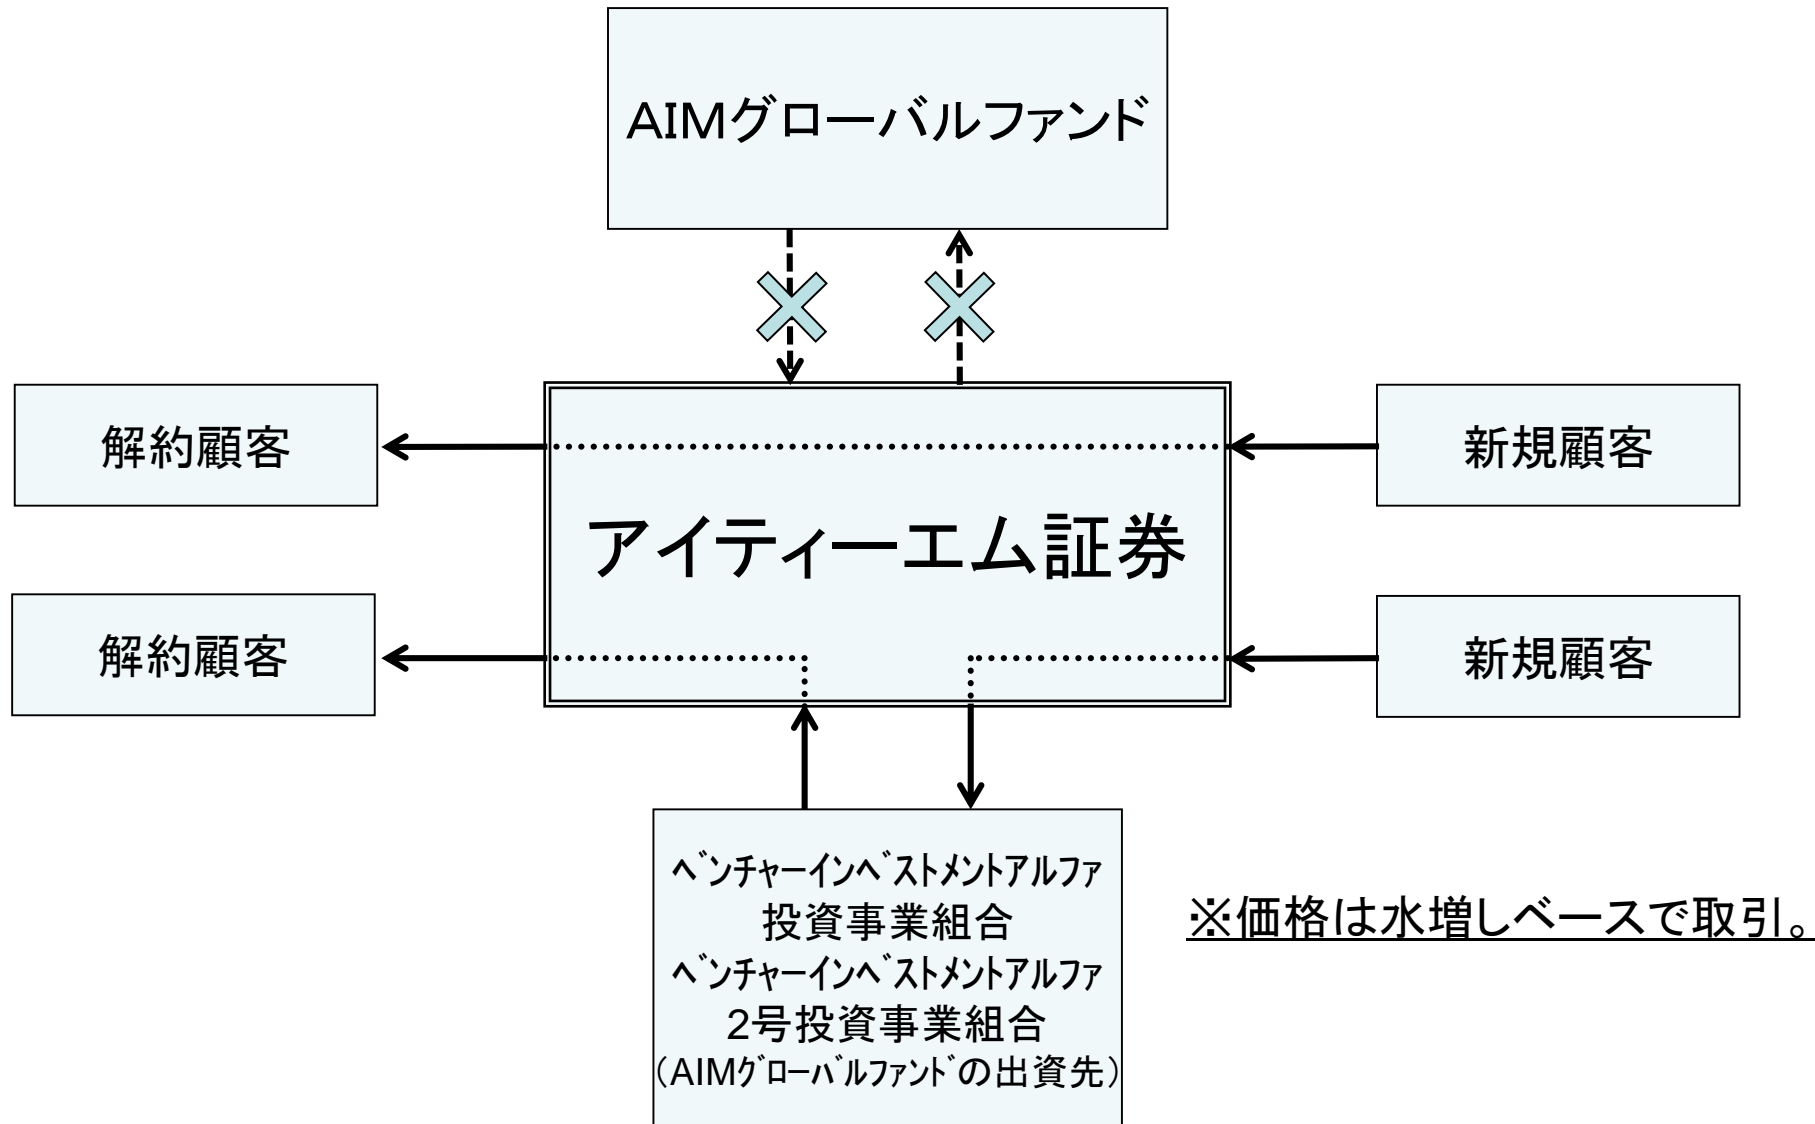 AIMグローバルファンド
解約顧客
新規顧客
アイティーエム証券
解約顧客
新規顧客
ﾍﾞﾝﾁｬｰｲﾝﾍﾞｽﾄﾒﾝﾄｱﾙﾌｧ
投資事業組合
ﾍﾞﾝﾁｬｰｲﾝﾍﾞｽﾄﾒﾝﾄｱﾙﾌｧ
2号投資事業組合
（AIMｸﾞﾛｰﾊﾞﾙﾌｧﾝﾄﾞの出資先）
※価格は水増しベースで取引。